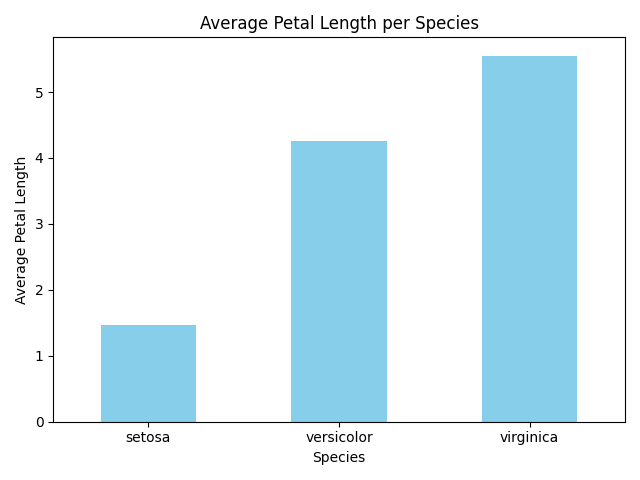 Average Petal Length per Species
Average Petal Length
5
4
3
2
1
0
setosa versicolor virginica
Species